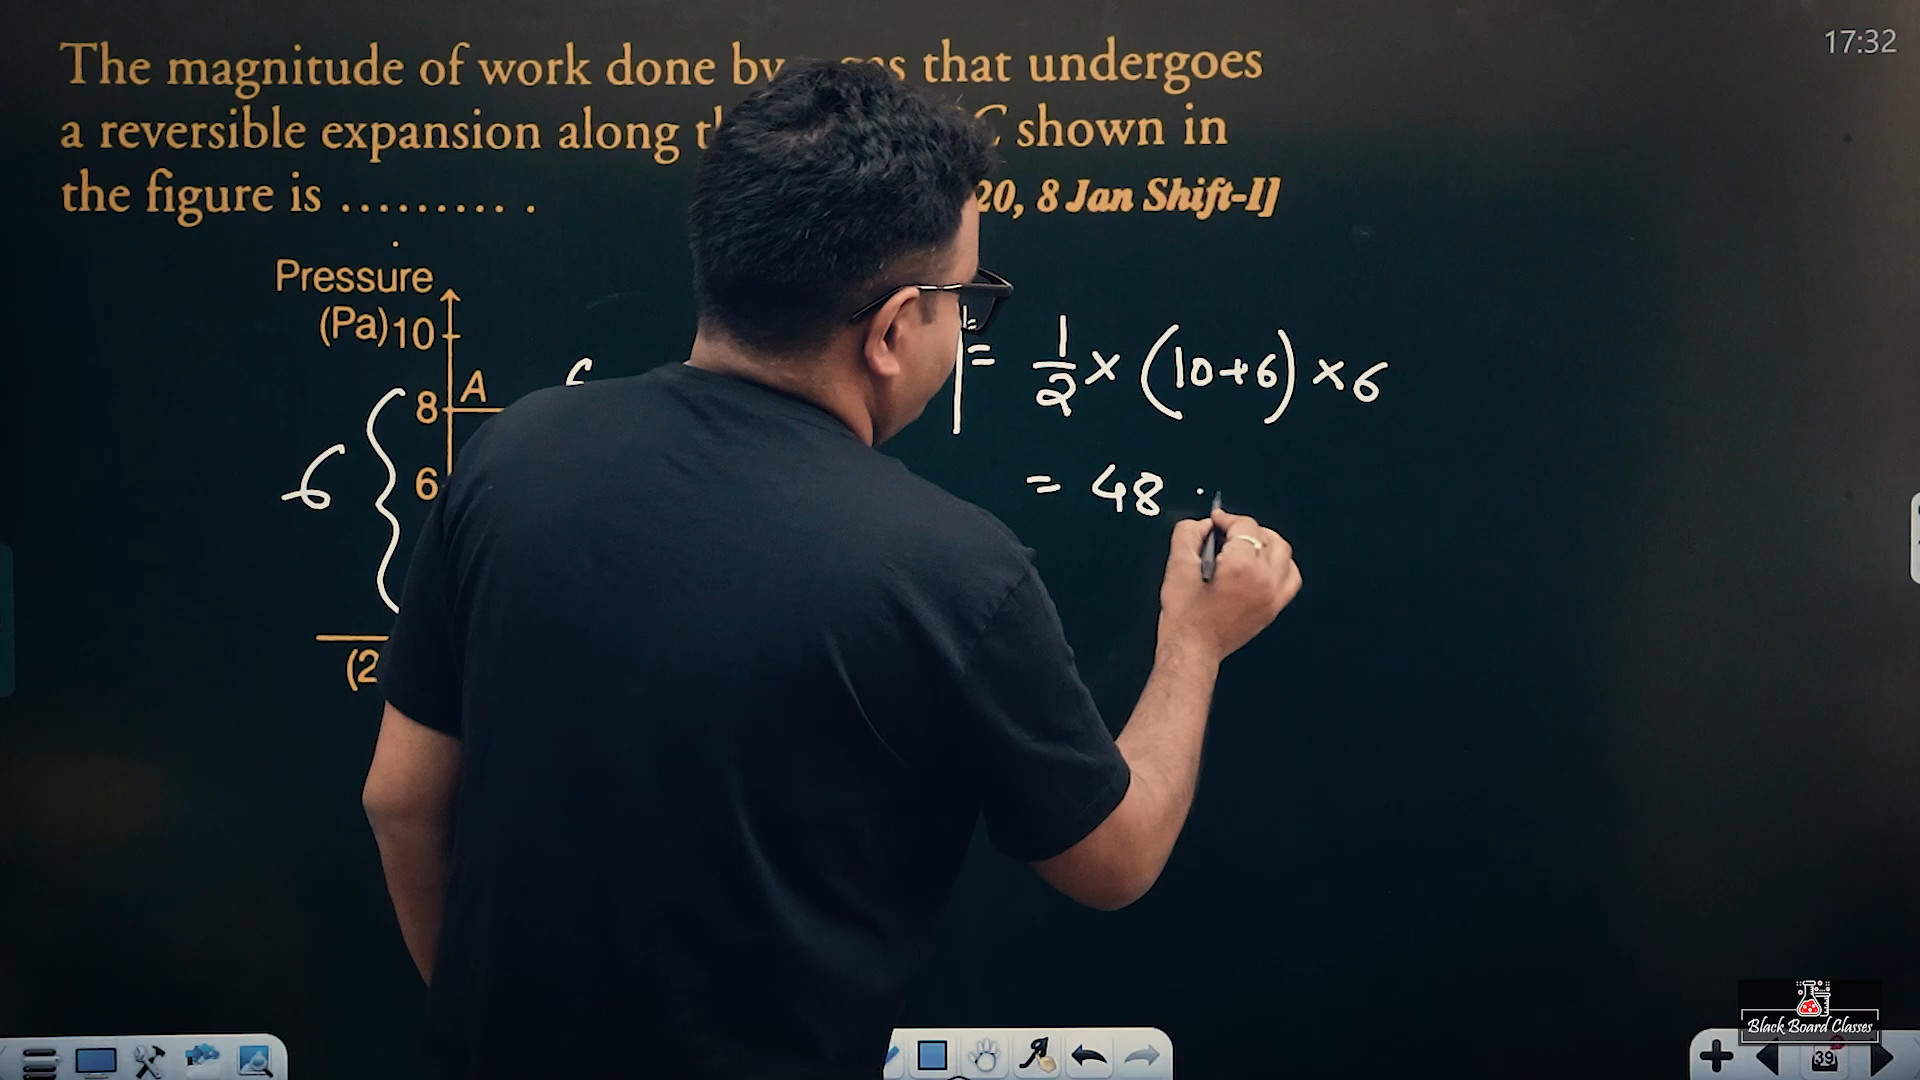 17:32
The magnitude of work done by gas that undergoes
a reversible expansion along C shown in
the figure is .......... . 20, 8 Jan Shift-I]
Pressure
(Pa) 10
A
8
6
6
(2
= 1/2 × (10+6) × 6
= 48
Black Board Classes
39